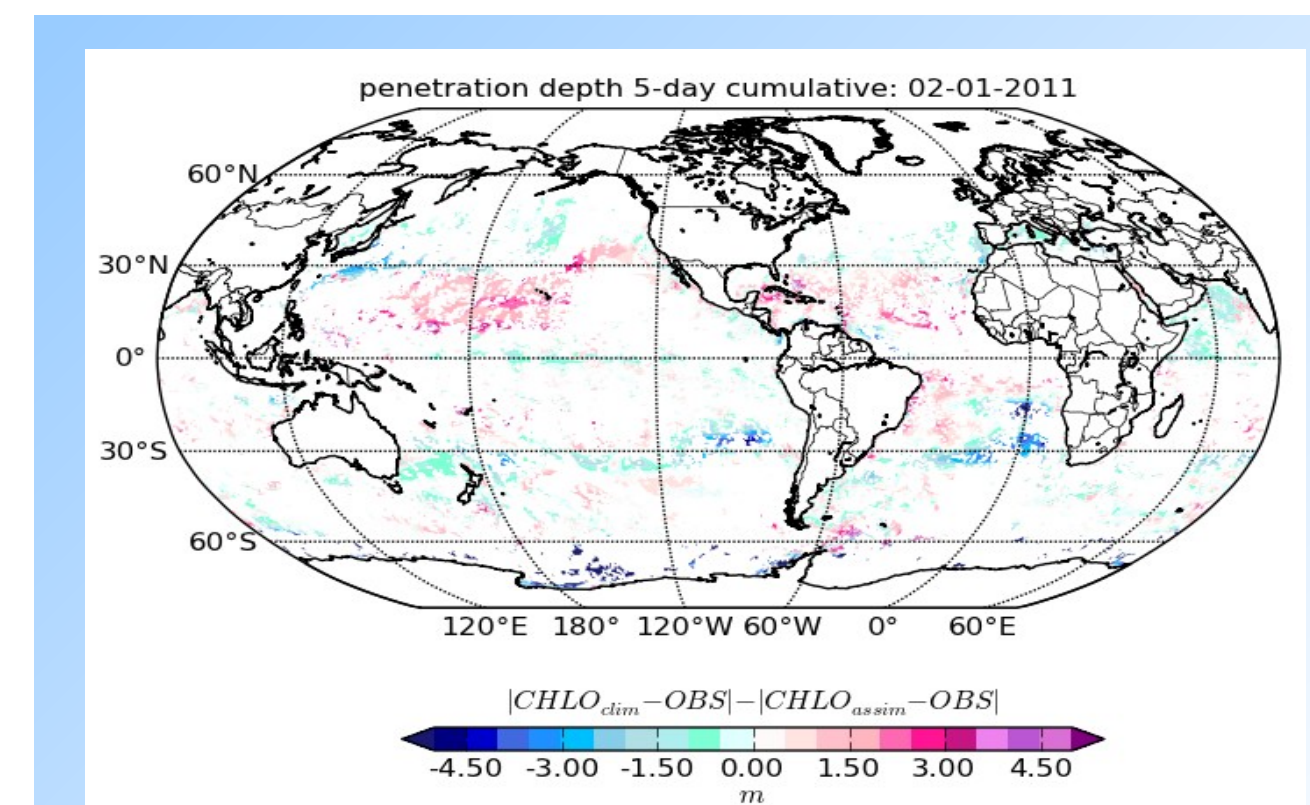 penetration depth 5-day cumulative: 02-01-2011
60°N
30°N
0°
30°S
60°S
120°E 180° 120°W 60°W 0° 60°E
|CHLO_clim−OBS|−|CHLO_assim−OBS|
-4.50 -3.00 -1.50 0.00 1.50 3.00 4.50
m